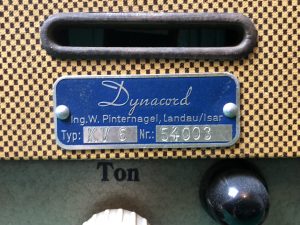 Dynacord
Ing. W. Pinternagel, Landau/Isar
Typ: KV 6 Nr.: 54003
Ton